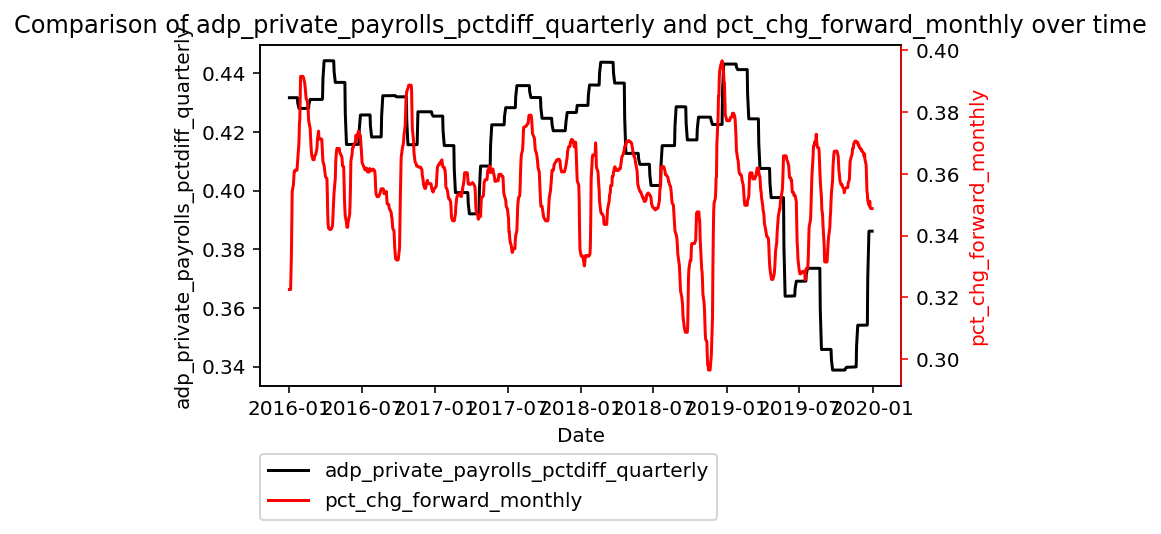 Comparison of adp_private_payrolls_pctdiff_quarterly and pct_chg_forward_monthly over time
adp_private_payrolls_pctdiff_quarterly
0.44
0.42
0.40
0.38
0.36
0.34
0.40
0.38
0.36
0.34
0.32
0.30
pct_chg_forward_monthly
2016-01 2016-07 2017-01 2017-07 2018-01 2018-07 2019-01 2019-07 2020-01
Date
adp_private_payrolls_pctdiff_quarterly
pct_chg_forward_monthly